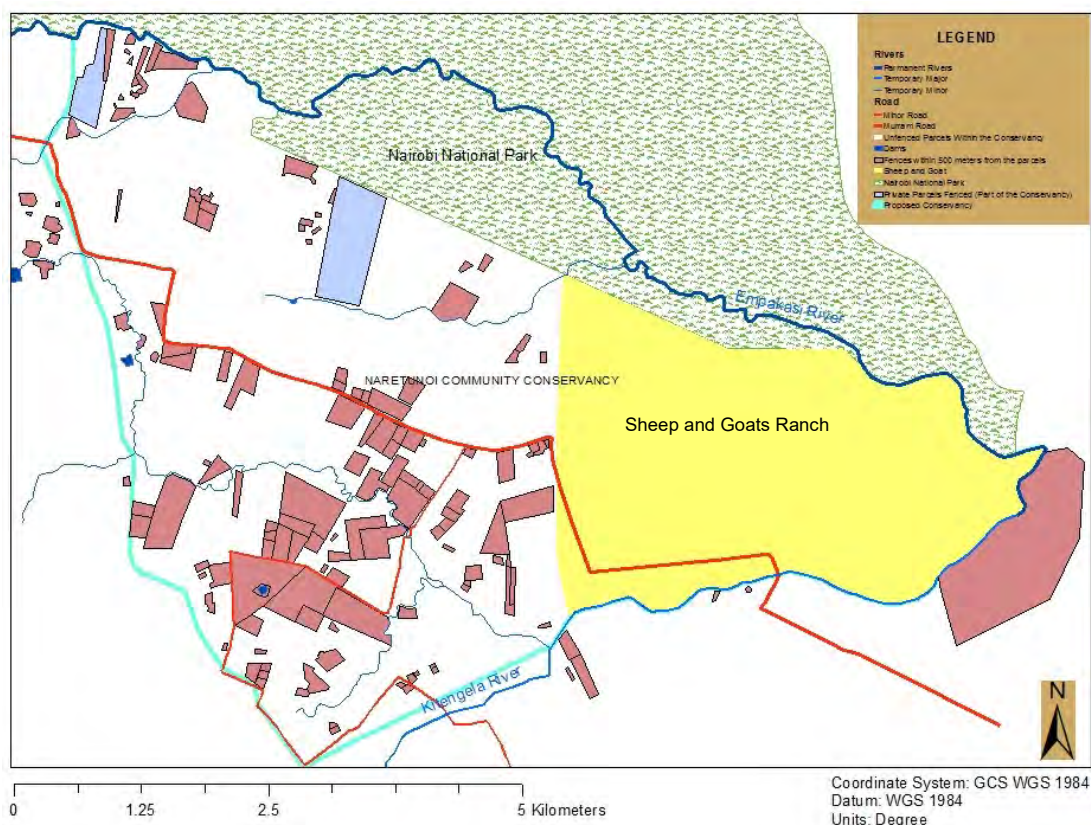 LEGEND
Rivers
Permanent Rivers
Temporary Major
Temporary Minor
Road
Minor Road
Murram Road
Unfenced Parcels Within the Conservancy
Dams
Fences within 500 meters from the parcels
Sheep and Goat
Nairobi National Park
Private Parcels Fenced (Part of the Conservancy)
Proposed Conservancy
Nairobi National Park
Empakasi River
NARETUNOI COMMUNITY CONSERVANCY
Sheep and Goats Ranch
Kitengela River
N
0 1.25 2.5 5 Kilometers
Coordinate System: GCS WGS 1984
Datum: WGS 1984
Units: Degree